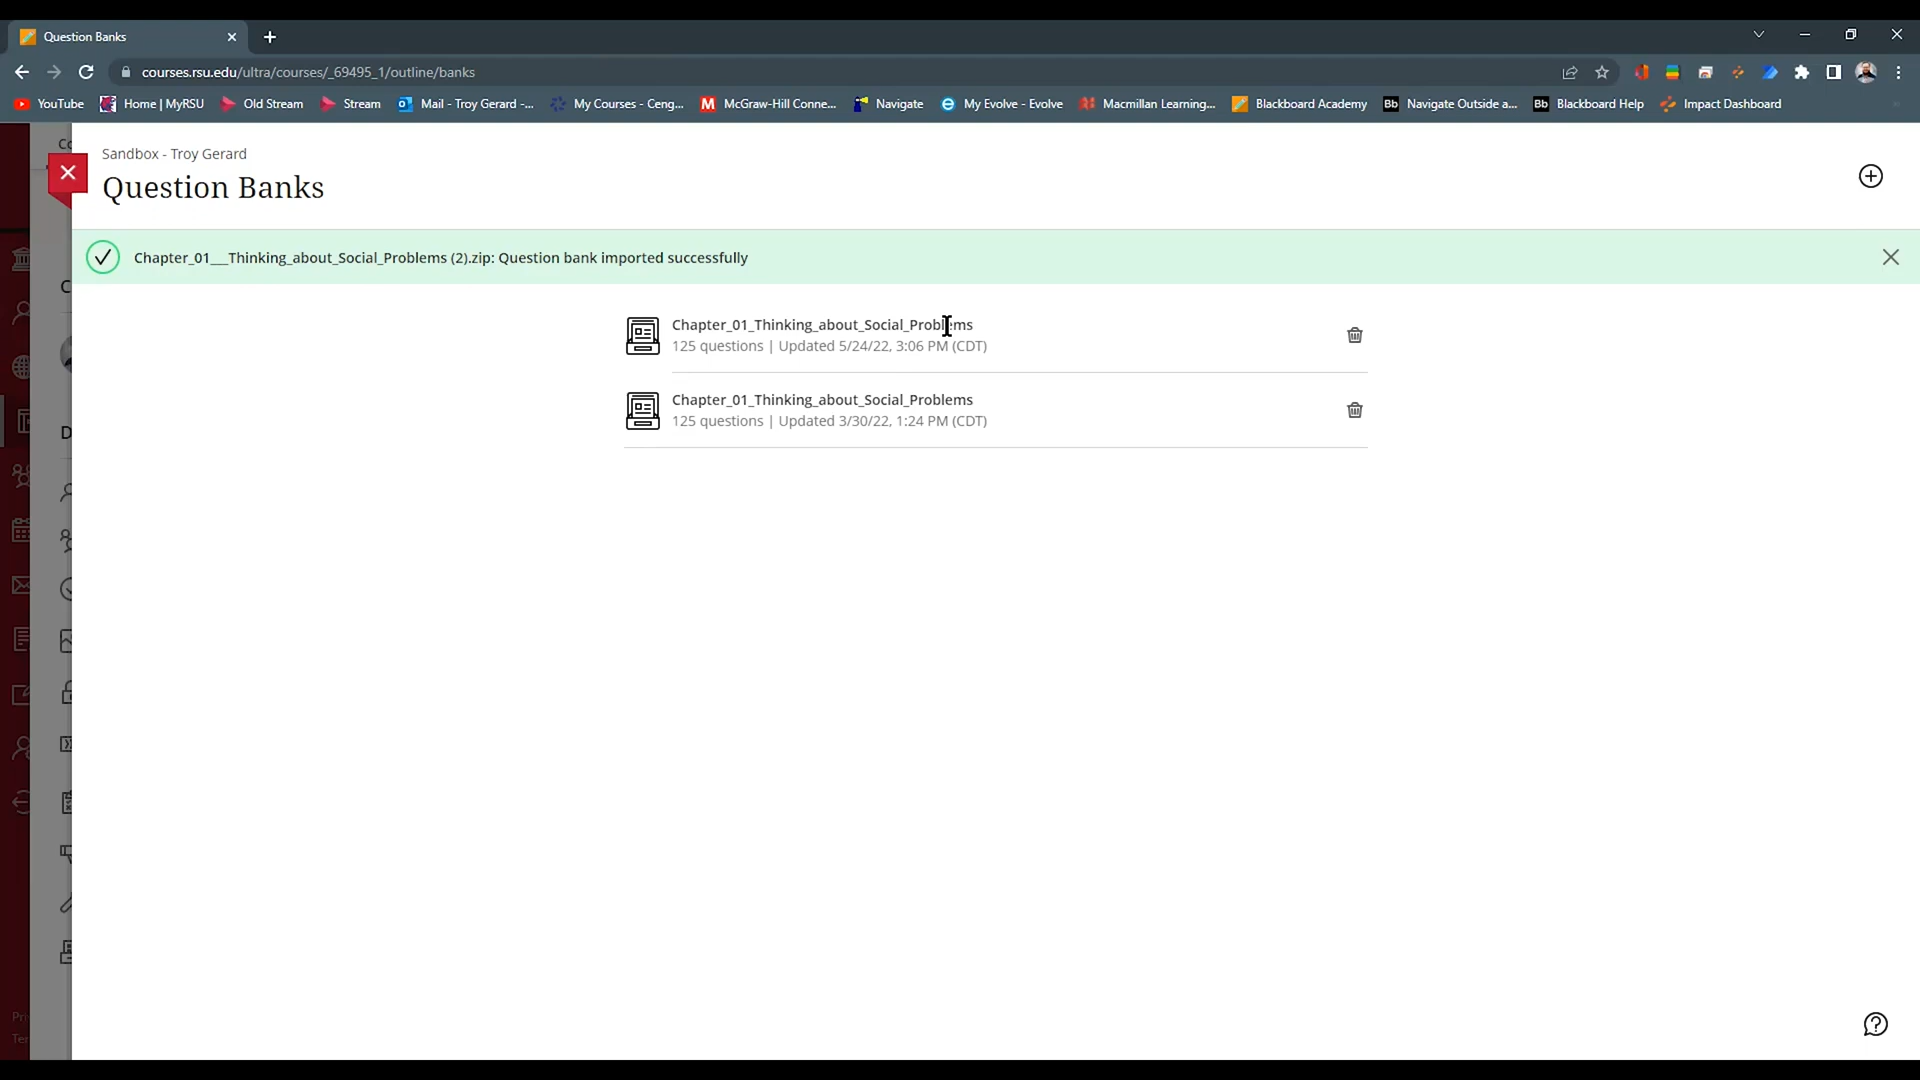 Question Banks
courses.rsu.edu/ultra/courses/_69495_1/outline/banks
YouTube Home | MyRSU Old Stream Stream Mail - Troy Gerard -... My Courses - Ceng... McGraw-Hill Conne... Navigate My Evolve - Evolve Macmillan Learning... Blackboard Academy Bb Navigate Outside a... Bb Blackboard Help Impact Dashboard
Sandbox - Troy Gerard
Question Banks
Chapter_01___Thinking_about_Social_Problems (2).zip: Question bank imported successfully
Chapter_01_Thinking_about_Social_Problems
125 questions | Updated 5/24/22, 3:06 PM (CDT)
Chapter_01_Thinking_about_Social_Problems
125 questions | Updated 3/30/22, 1:24 PM (CDT)